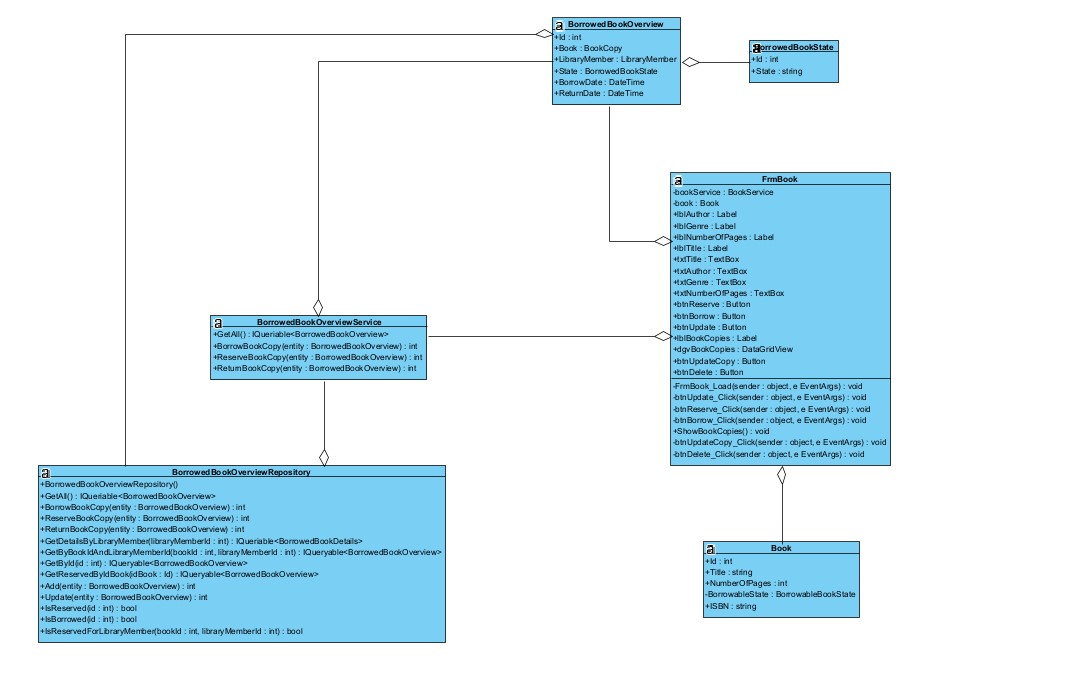 BorrowedBookOverview
+Id : int
+Book : BookCopy
+LibraryMember : LibraryMember
+State : BorrowedBookState
+BorrowDate : DateTime
+ReturnDate : DateTime
BorrowedBookState
+Id : int
+State : string
FrmBook
-bookService : BookService
-book : Book
+lblAuthor : Label
+lblGenre : Label
+lblNumberOfPages : Label
+lblTitle : Label
+txtTitle : TextBox
+txtAuthor : TextBox
+txtGenre : TextBox
+txtNumberOfPages : TextBox
+btnReserve : Button
+btnBorrow : Button
+btnUpdate : Button
+lblBookCopies : Label
+dgvBookCopies : DataGridView
+btnUpdateCopy : Button
+btnDelete : Button
-FrmBook_Load(sender : object, e EventArgs) : void
-btnUpdate_Click(sender : object, e EventArgs) : void
-btnReserve_Click(sender : object, e EventArgs) : void
-btnBorrow_Click(sender : object, e EventArgs) : void
+ShowBookCopies() : void
-btnUpdateCopy_Click(sender : object, e EventArgs) : void
-btnDelete_Click(sender : object, e EventArgs) : void
BorrowedBookOverviewService
+GetAll() : IQueriable<BorrowedBookOverview>
+BorrowBookCopy(entity : BorrowedBookOverview) : int
+ReserveBookCopy(entity : BorrowedBookOverview) : int
+ReturnBookCopy(entity : BorrowedBookOverview) : int
BorrowedBookOverviewRepository
+BorrowedBookOverviewRepository()
+GetAll() : IQueriable<BorrowedBookOverview>
+BorrowBookCopy(entity : BorrowedBookOverview) : int
+ReserveBookCopy(entity : BorrowedBookOverview) : int
+ReturnBookCopy(entity : BorrowedBookOverview) : int
+GetDetailsByLibraryMember(libraryMemberId : int) : IQueriable<BorrowedBookDetails>
+GetByBookIdAndLibraryMemberId(bookId : int, libraryMemberId : int) : IQueryable<BorrowedBookOverview>
+GetById(id : int) : IQueryable<BorrowedBookOverview>
+GetReservedByIdBook(idBook : Id) : IQueryable<BorrowedBookOverview>
+Add(entity : BorrowedBookOverview) : int
+Update(entity : BorrowedBookOverview) : int
+IsReserved(id : int) : bool
+IsBorrowed(id : int) : bool
+IsReservedForLibraryMember(bookId : int, libraryMemberId : int) : bool
Book
+Id : int
+Title : string
+NumberOfPages : int
-BorrowableState : BorrowableBookState
+ISBN : string